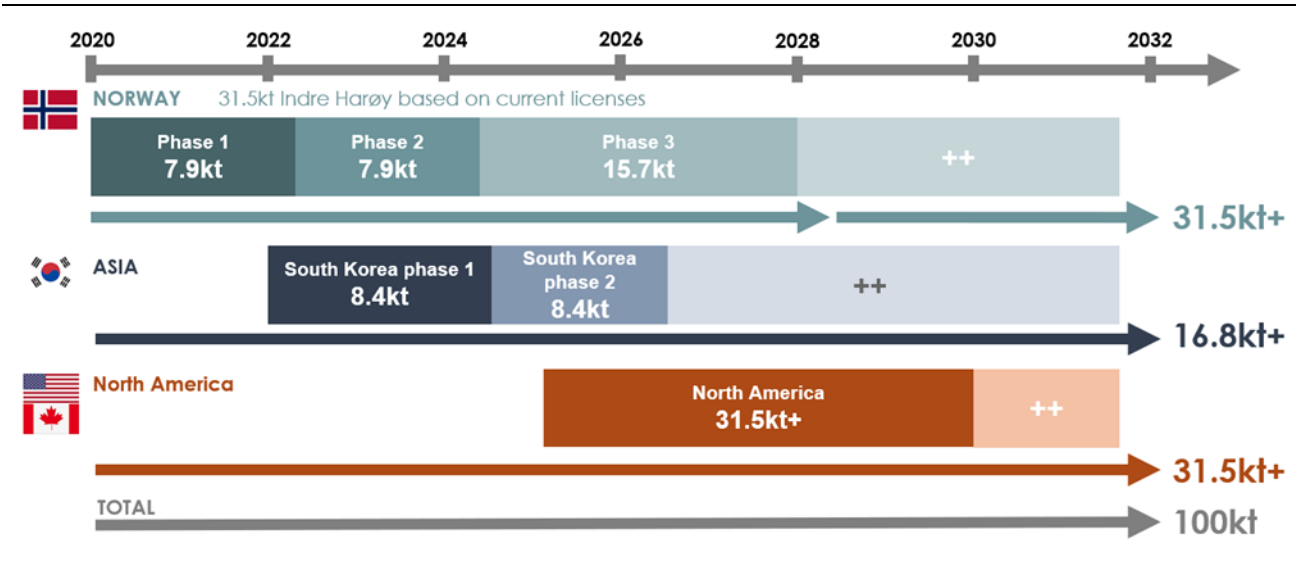 2020 2022 2024 2026 2028 2030 2032
NORWAY 31.5kt Indre Harøy based on current licenses
Phase 1
7.9kt
Phase 2
7.9kt
Phase 3
15.7kt
++
31.5kt+
ASIA
South Korea phase 1
8.4kt
South Korea
phase 2
8.4kt
++
16.8kt+
North America
North America
31.5kt+
++
31.5kt+
TOTAL
100kt